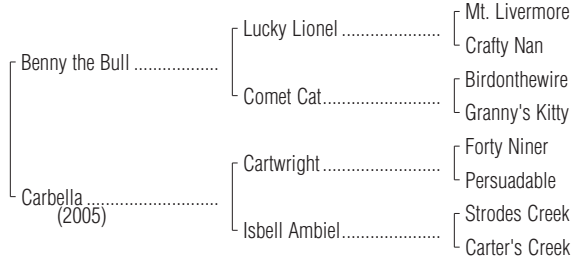 Mt. Livermore
Lucky Lionel ....................
Crafty Nan
Benny the Bull ..................
Birdonthewire
Comet Cat.........................
Granny's Kitty
Forty Niner
Cartwright.........................
Persuadable
Carbella ............................
(2005)
Strodes Creek
Isbell Ambiel.....................
Carter's Creek